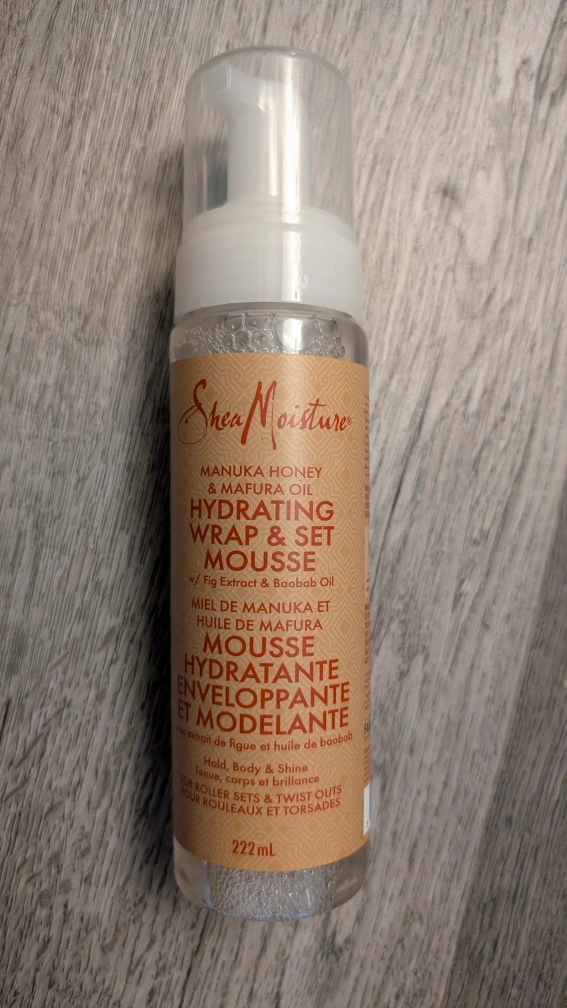 SheaMoisture®
MANUKA HONEY
& MAFURA OIL
HYDRATING
WRAP & SET
MOUSSE
w/ Fig Extract & Baobab Oil
MIEL DE MANUKA ET
HUILE DE MAFURA
MOUSSE
HYDRATANTE
ENVELOPPANTE
ET MODELANTE
extrait de figue et huile de baobab
Hold, Body & Shine
Tenue, corps et brillance
FOR ROLLER SETS & TWIST OUTS
POUR ROULEAUX ET TORSADES
222 mL